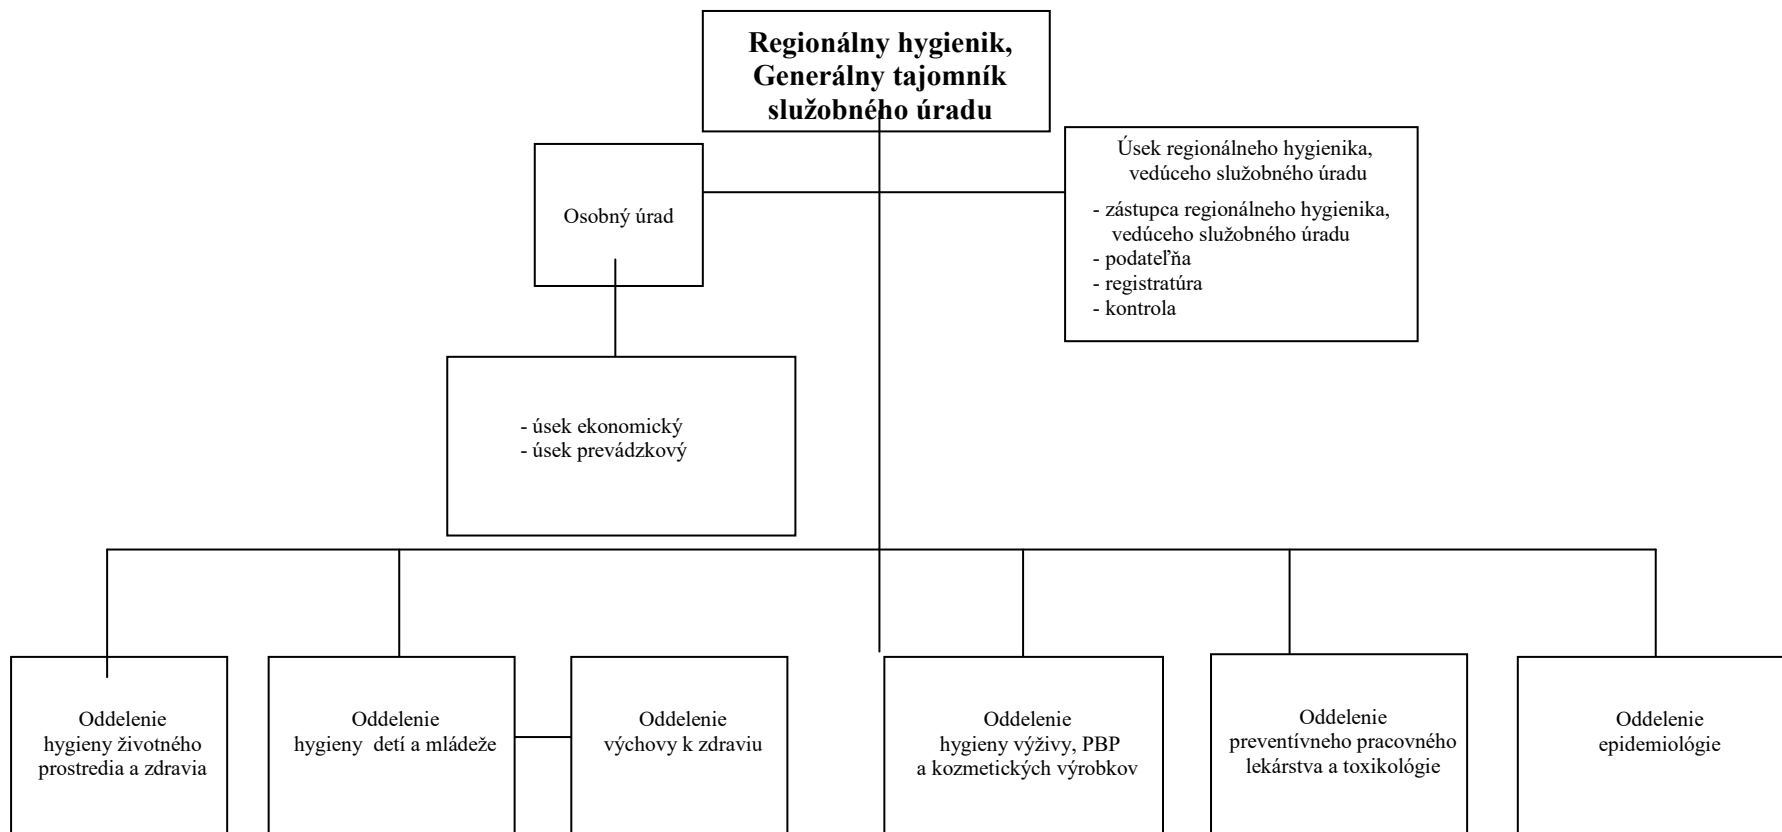 Regionálny hygienik,
Generálny tajomník
služobného úradu
Úsek regionálneho hygienika,
vedúceho služobného úradu
- zástupca regionálneho hygienika,
vedúceho služobného úradu
- podateľňa
- registratúra
- kontrola
Osobný úrad
- úsek ekonomický
- úsek prevádzkový
Oddelenie
hygieny životného
prostredia a zdravia
Oddelenie
hygieny detí a mládeže
Oddelenie
výchovy k zdraviu
Oddelenie
hygieny výživy, PBP
a kozmetických výrobkov
Oddelenie
preventívneho pracovného
lekárstva a toxikológie
Oddelenie
epidemiológie